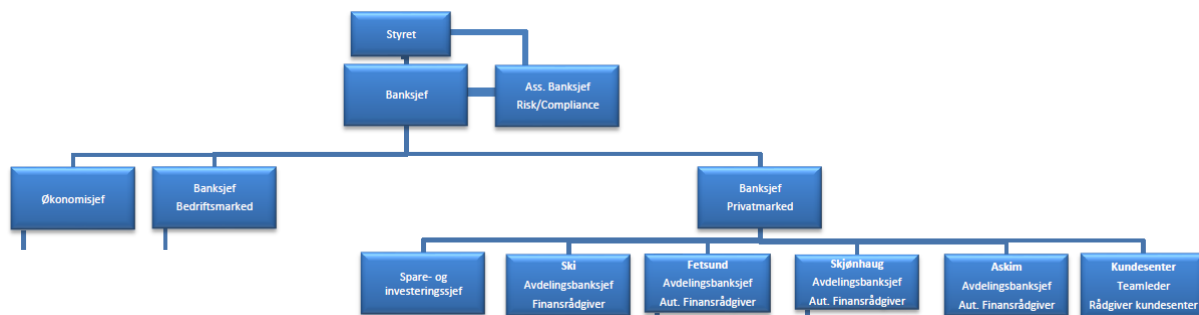 Styret
Banksjef
Ass. Banksjef
Risk/Compliance
Økonomisjef
Banksjef
Bedriftsmarked
Banksjef
Privatmarked
Spare- og
investeringssjef
Ski
Avdelingsbanksjef
Finansrådgiver
Fetsund
Avdelingsbanksjef
Aut. Finansrådgiver
Skjønhaug
Avdelingsbanksjef
Aut. Finansrådgiver
Askim
Avdelingsbanksjef
Aut. Finansrådgiver
Kundesenter
Teamleder
Rådgiver kundesenter